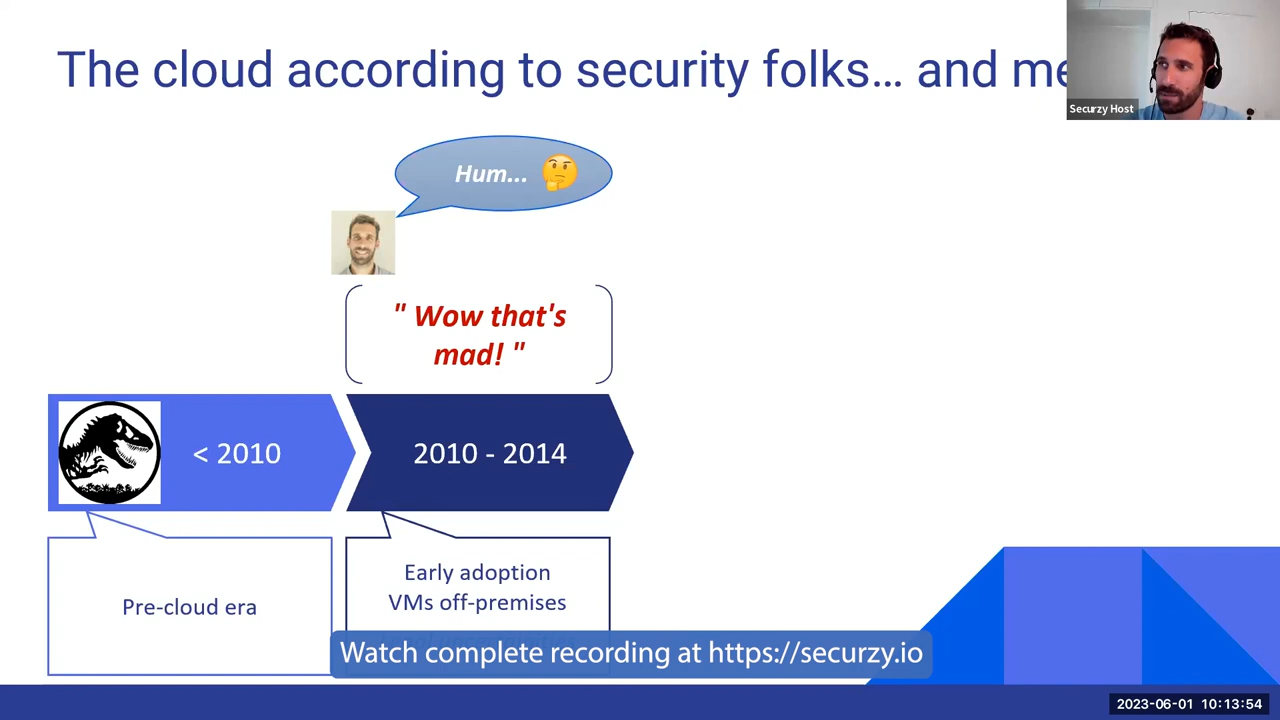 The cloud according to security folks… and me
Securzy Host
Hum...
" Wow that's
mad! "
< 2010
2010 - 2014
Pre-cloud era
Early adoption
VMs off-premises
Watch complete recording at https://securzy.io
2023-06-01 10:13:54